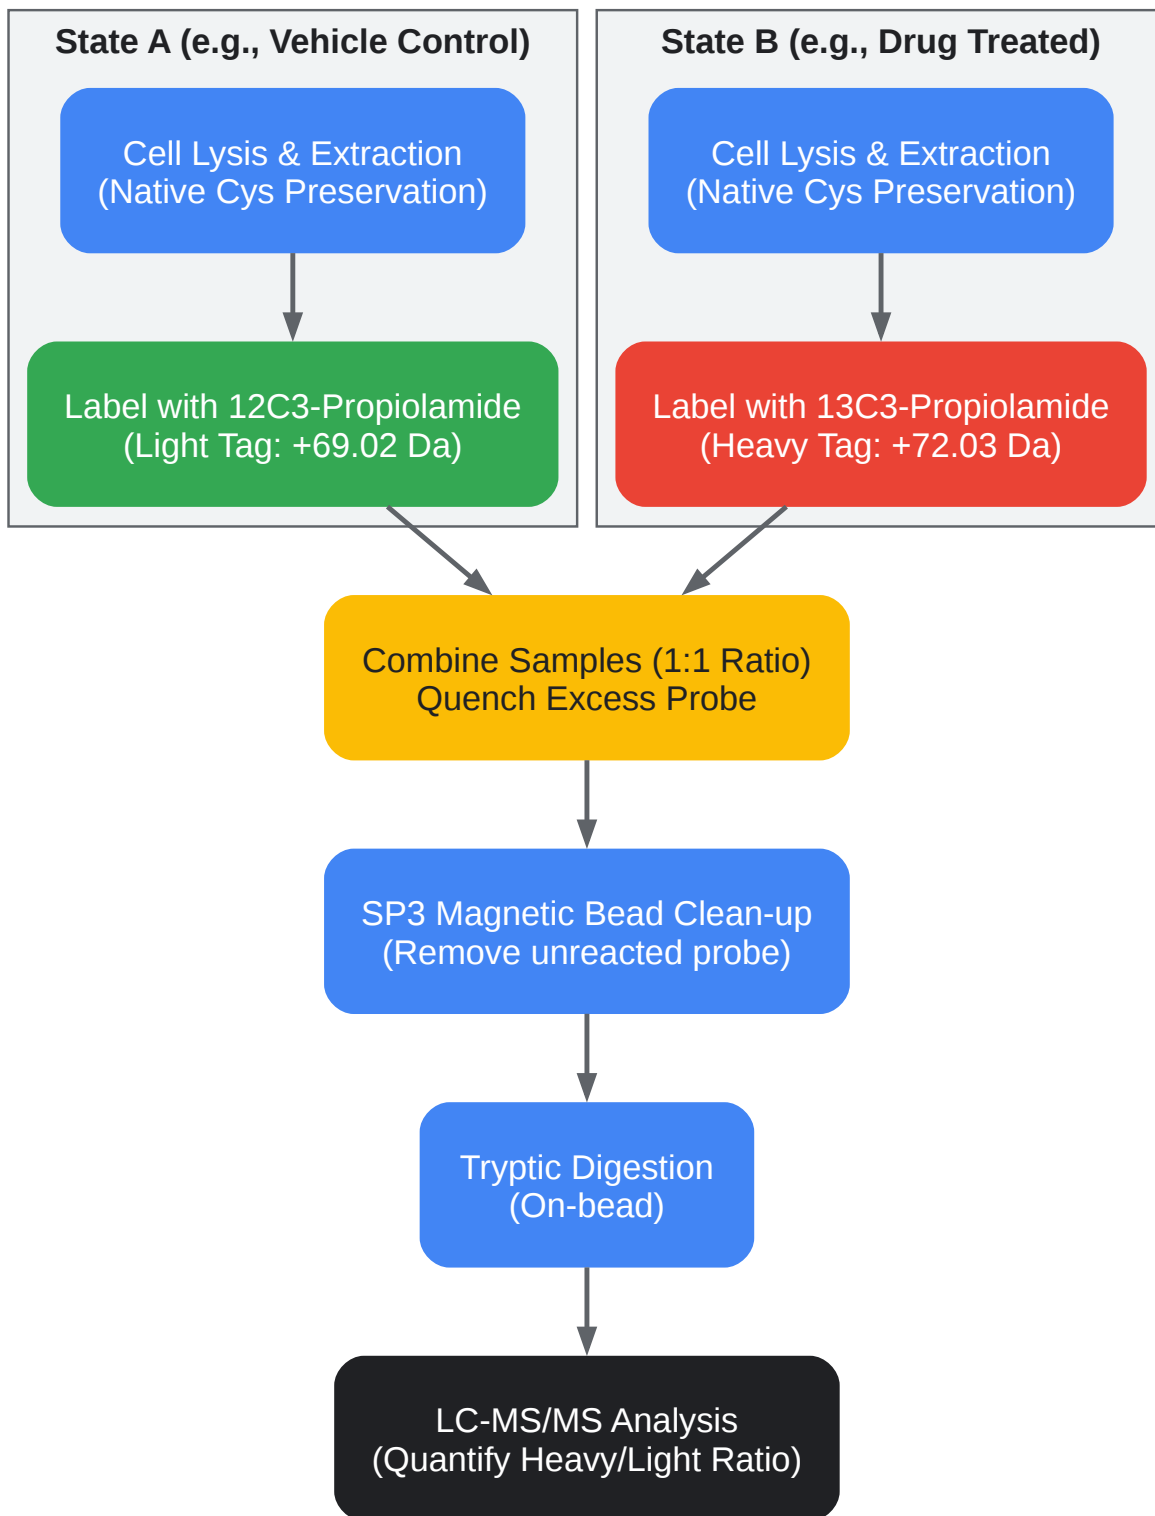 State A (e.g., Vehicle Control)
Cell Lysis & Extraction
(Native Cys Preservation)
Label with 12C3-Propiolamide
(Light Tag: +69.02 Da)
State B (e.g., Drug Treated)
Cell Lysis & Extraction
(Native Cys Preservation)
Label with 13C3-Propiolamide
(Heavy Tag: +72.03 Da)
Combine Samples (1:1 Ratio)
Quench Excess Probe
SP3 Magnetic Bead Clean-up
(Remove unreacted probe)
Tryptic Digestion
(On-bead)
LC-MS/MS Analysis
(Quantify Heavy/Light Ratio)